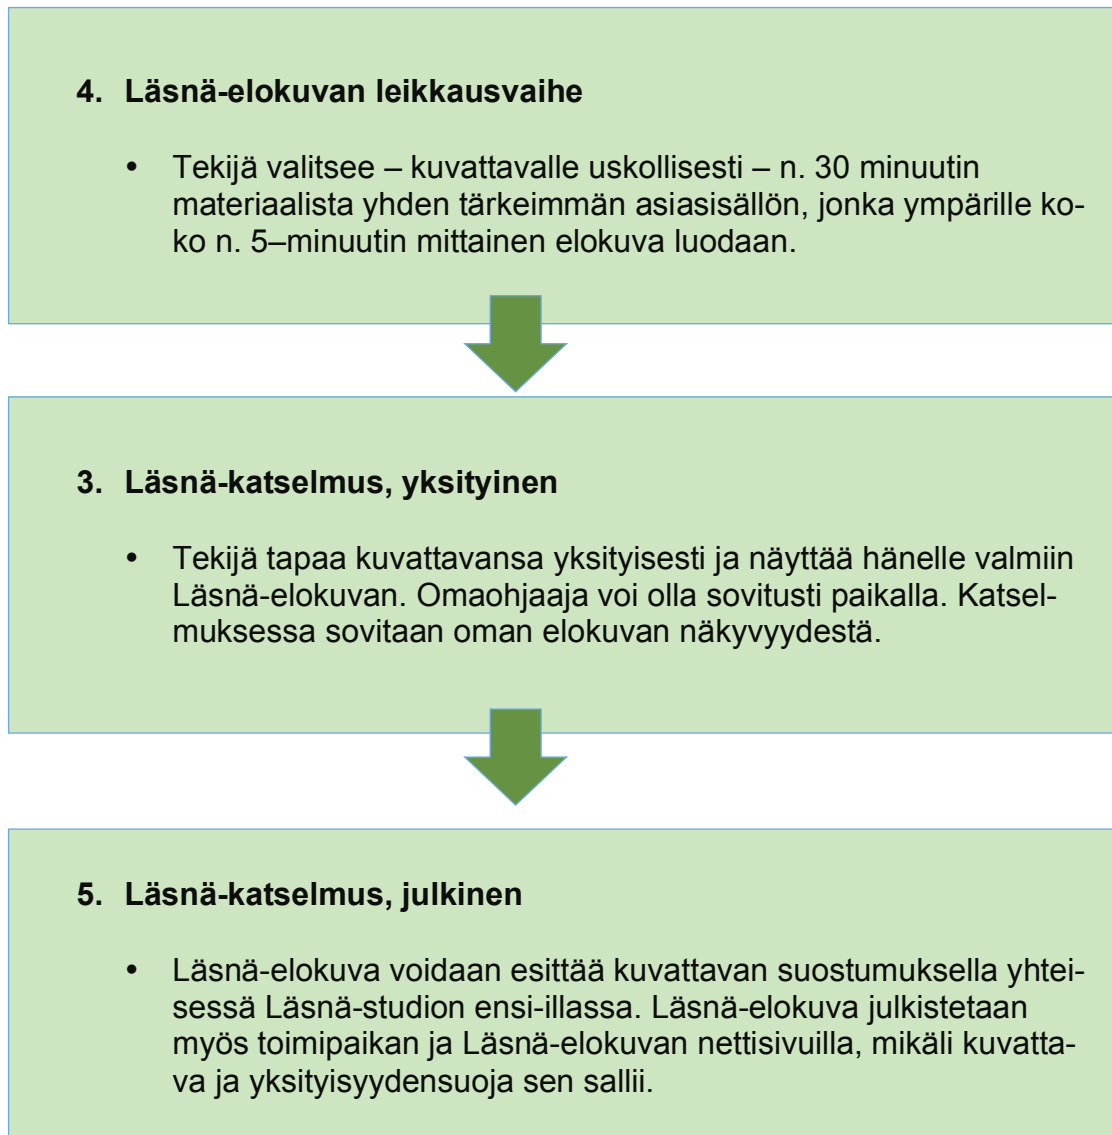 4. Läsnä-elokuvan leikkausvaihe
• Tekijä valitsee – kuvattavalle uskollisesti – n. 30 minuutin
materiaalista yhden tärkeimmän asiasisällön, jonka ympärille ko-
ko n. 5–minuutin mittainen elokuva luodaan.
3. Läsnä-katselmus, yksityinen
• Tekijä tapaa kuvattavansa yksityisesti ja näyttää hänelle valmiin
Läsnä-elokuvan. Omaohjaaja voi olla sovitusti paikalla. Katsel-
muksessa sovitaan oman elokuvan näkyvyydestä.
5. Läsnä-katselmus, julkinen
• Läsnä-elokuva voidaan esittää kuvattavan suostumuksella yhtei-
sessä Läsnä-studion ensi-illassa. Läsnä-elokuva julkistetaan
myös toimipaikan ja Läsnä-elokuvan nettisivuilla, mikäli kuvatta-
va ja yksityisyydensuoja sen sallii.